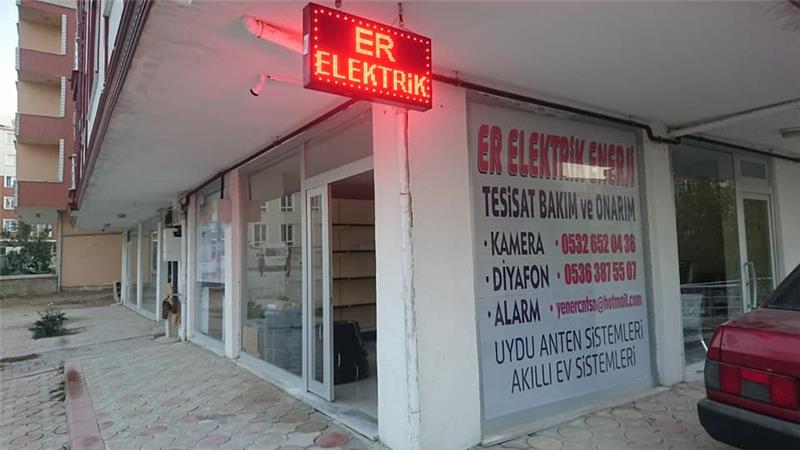 ER
ELEKTRİK
ER ELEKTRİK ENERJİ
TESİSAT BAKIM ve ONARIM
• KAMERA • 0532 652 04 36
• DİYAFON • 0536 387 55 07
• ALARM • yenercntsn@hotmail.com
UYDU ANTEN SİSTEMLERİ
AKILLI EV SİSTEMLERİ